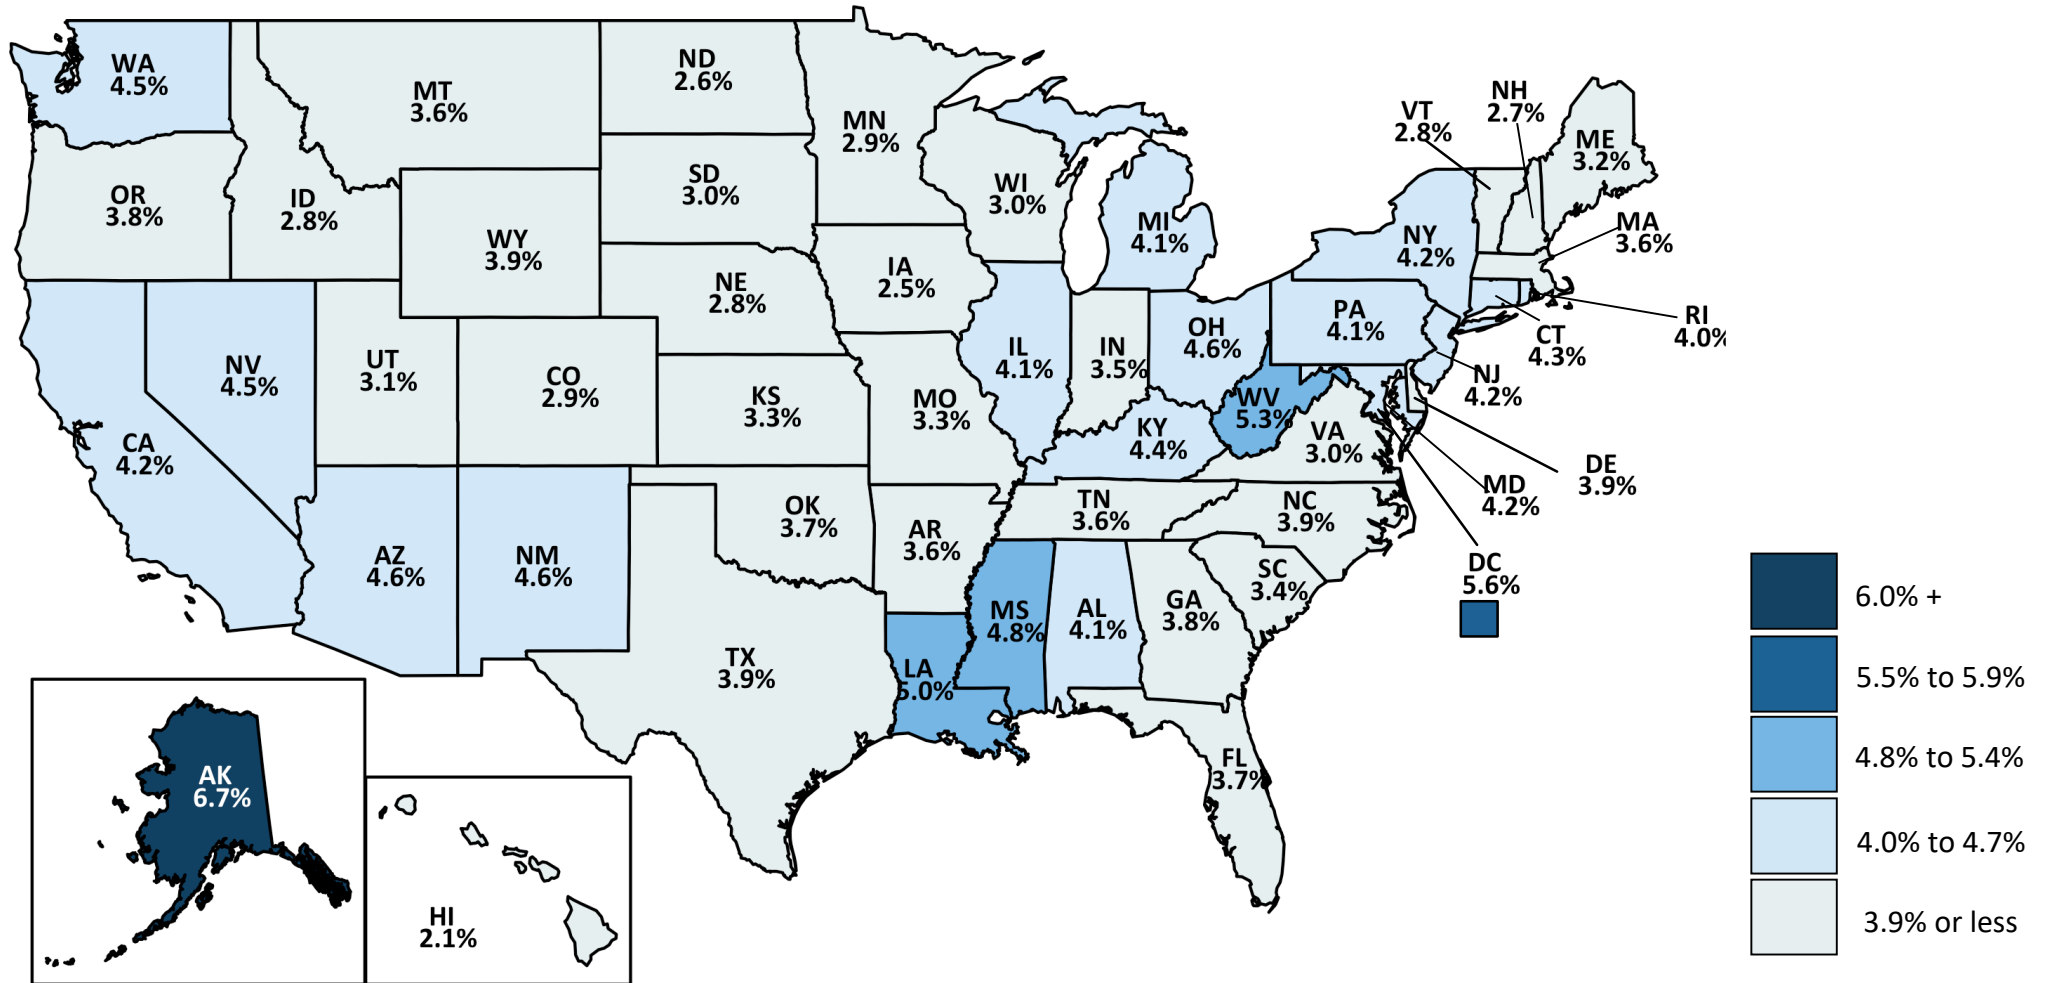 WA
4.5%
MT
3.6%
ND
2.6%
MN
2.9%
VT
2.8%
NH
2.7%
ME
3.2%
OR
3.8%
ID
2.8%
WY
3.9%
SD
3.0%
WI
3.0%
MI
4.1%
NY
4.2%
MA
3.6%
NE
2.8%
IA
2.5%
PA
4.1%
RI
4.0%
CT
4.3%
NV
4.5%
UT
3.1%
CO
2.9%
KS
3.3%
MO
3.3%
IL
4.1%
IN
3.5%
OH
4.6%
NJ
4.2%
CA
4.2%
KY
4.4%
WV
5.3%
VA
3.0%
DE
3.9%
MD
4.2%
AZ
4.6%
NM
4.6%
OK
3.7%
AR
3.6%
TN
3.6%
NC
3.9%
DC
5.6%
SC
3.4%
MS
4.8%
AL
4.1%
GA
3.8%
TX
3.9%
LA
5.0%
FL
3.7%
AK
6.7%
HI
2.1%
6.0% +
5.5% to 5.9%
4.8% to 5.4%
4.0% to 4.7%
3.9% or less